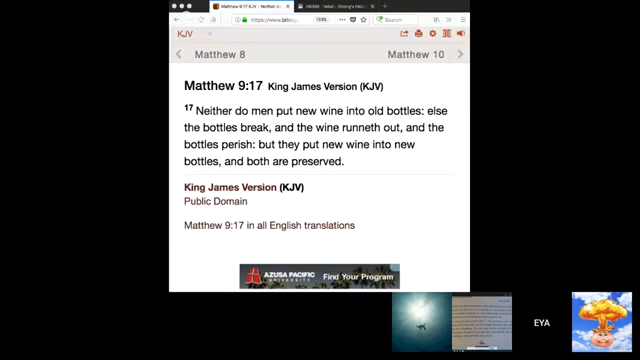 Matthew 9:17 KJV - Neither d
https://www.bibleg
Search
KJV
Matthew 8
Matthew 10
Matthew 9:17 King James Version (KJV)
17 Neither do men put new wine into old bottles: else
the bottles break, and the wine runneth out, and the
bottles perish: but they put new wine into new
bottles, and both are preserved.
King James Version (KJV)
Public Domain
Matthew 9:17 in all English translations
AZUSA PACIFIC
UNIVERSITY
Find Your Program
EYA